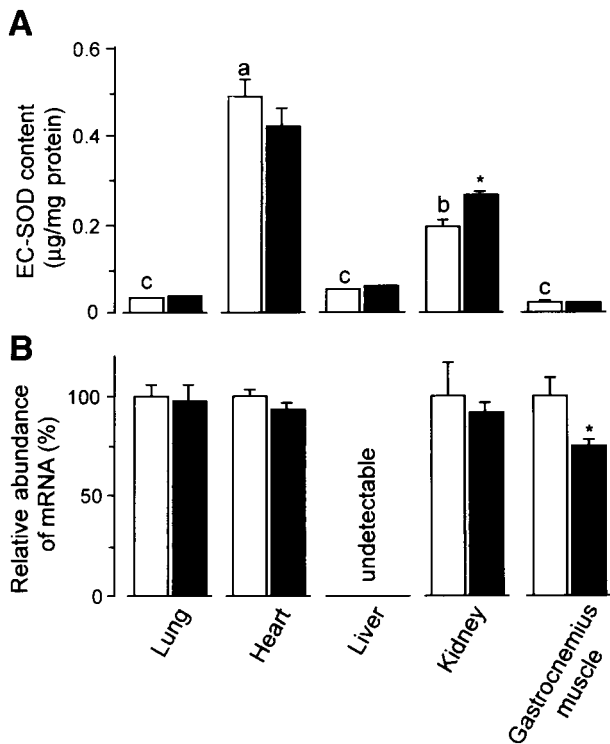 A
EC-SOD content
(μg/mg protein)
0.6
0.4
0.2
0
c
a
c
b
*
c
B
Relative abundance
of mRNA (%)
100
50
0
undetectable
*
Lung
Heart
Liver
Kidney
Gastrocnemius
muscle